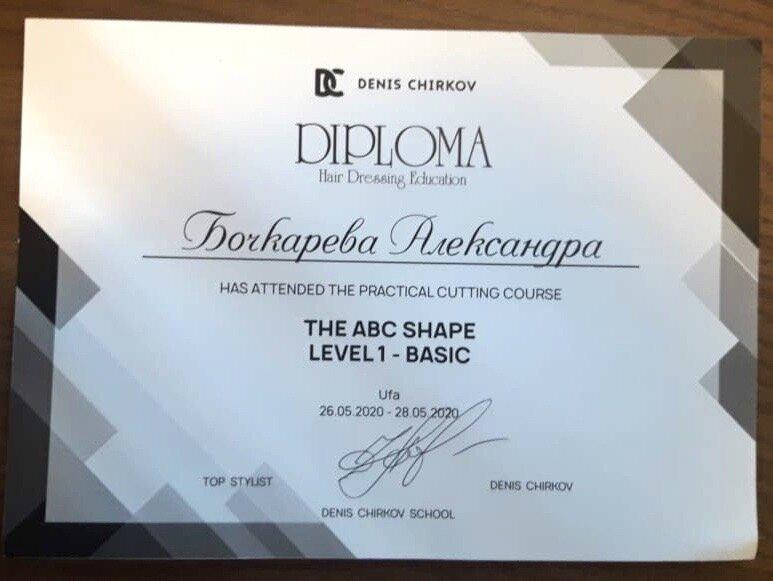 DC DENIS CHIRKOV
DIPLOMA
Hair Dressing Education
Бочкарева Александра
HAS ATTENDED THE PRACTICAL CUTTING COURSE
THE ABC SHAPE
LEVEL 1 - BASIC
Ufa
26.05.2020 - 28.05.2020
TOP STYLIST DENIS CHIRKOV
DENIS CHIRKOV SCHOOL